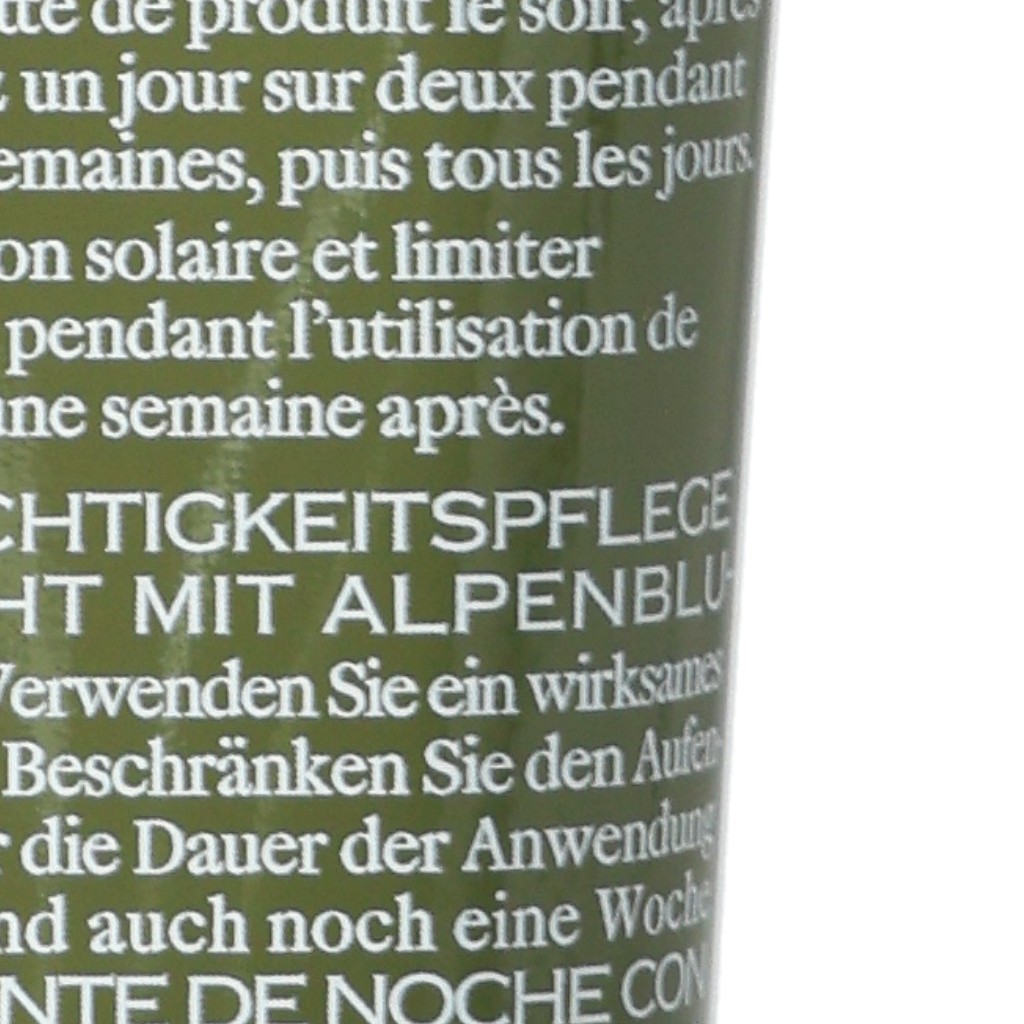 de produit le soir, après
un jour sur deux pendant
emaines, puis tous les jours.
on solaire et limiter
pendant l'utilisation de
une semaine après.
CHTIGKEITSPFLEGE
HT MIT ALPENBLU-
Verwenden Sie ein wirksames
Beschränken Sie den Aufen-
die Dauer der Anwendung
nd auch noch eine Woche
NTE DE NOCHE CON